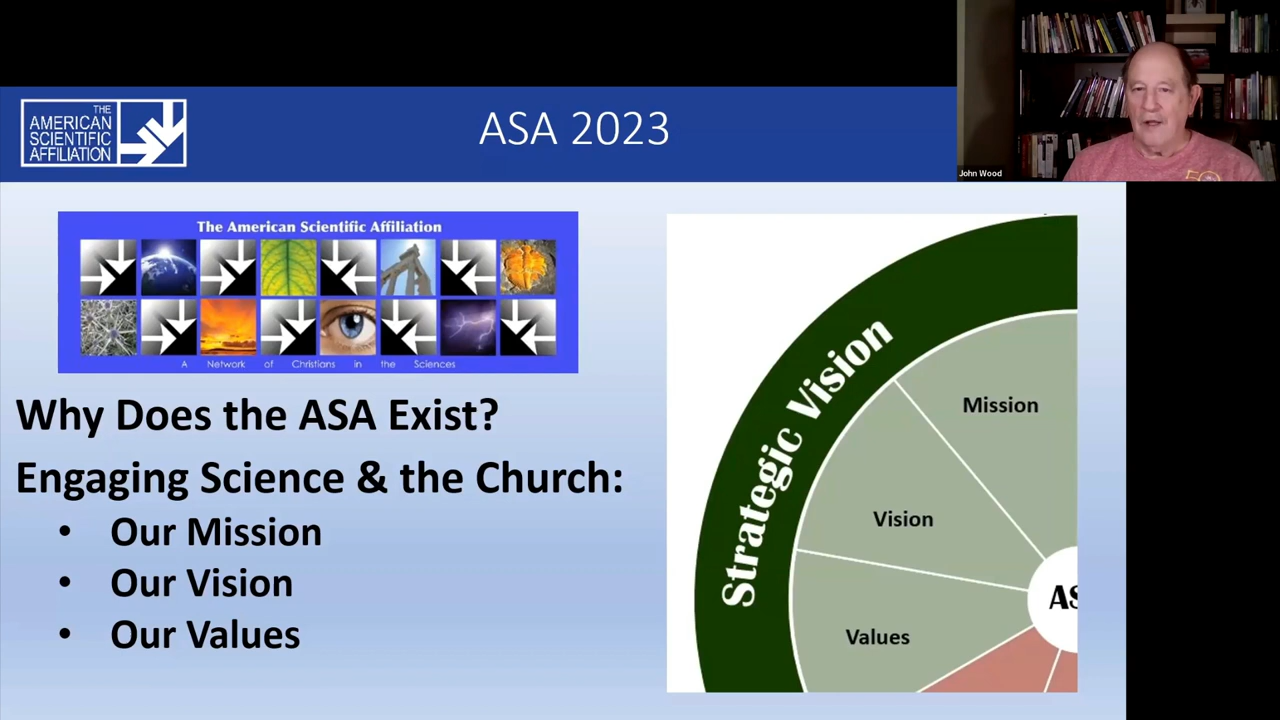 THE
AMERICAN
SCIENTIFIC
AFFILIATION
ASA 2023
John Wood
The American Scientific Affiliation
A Network of Christians in the Sciences
Why Does the ASA Exist?
Engaging Science & the Church:
• Our Mission
• Our Vision
• Our Values
Strategic Vision
Mission
Vision
Values
AS
50